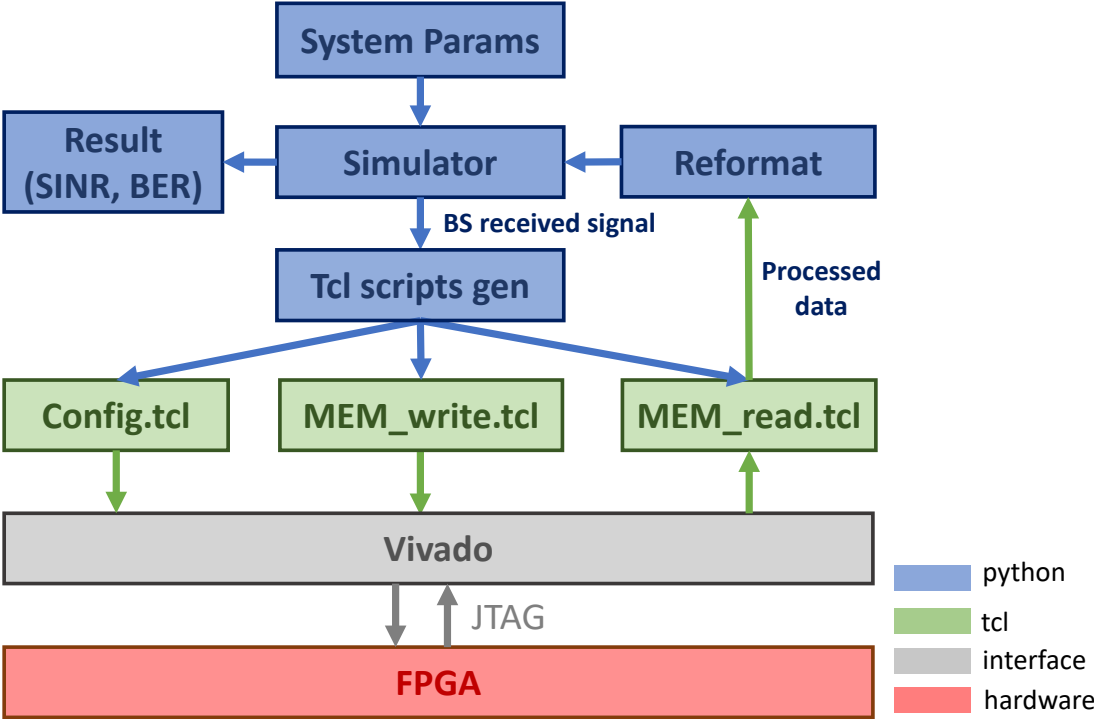 System Params
Result
(SINR, BER)
Simulator
Reformat
BS received signal
Tcl scripts gen
Processed
data
Config.tcl
MEM_write.tcl
MEM_read.tcl
Vivado
JTAG
FPGA
python
tcl
interface
hardware